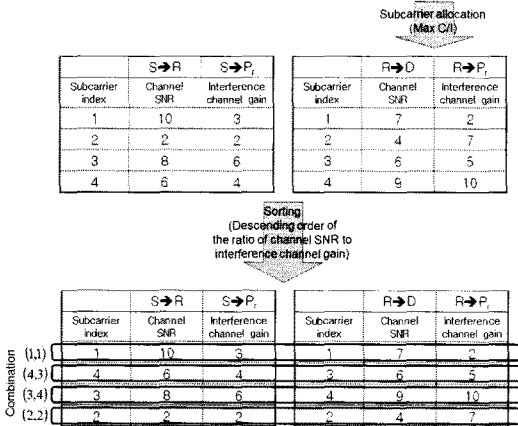 Subcarrier allocation
(Max C/I)
S➔R S➔Pr R➔D R➔Pr
Subcarrier index Channel SNR Interference channel gain Subcarrier index Channel SNR Interference channel gain
1 10 3 1 7 2
2 2 2 2 4 7
3 8 6 3 6 5
4 6 4 4 9 10
Sorting
(Descending order of
the ratio of channel SNR to
interference channel gain)
S➔R S➔Pr R➔D R➔Pr
Subcarrier index Channel SNR Interference channel gain Subcarrier index Channel SNR Interference channel gain
Combination
(1,1) 1 10 3 1 7 2
(4,3) 4 6 4 3 6 5
(3,4) 3 8 6 4 9 10
(2,2) 2 2 2 2 4 7